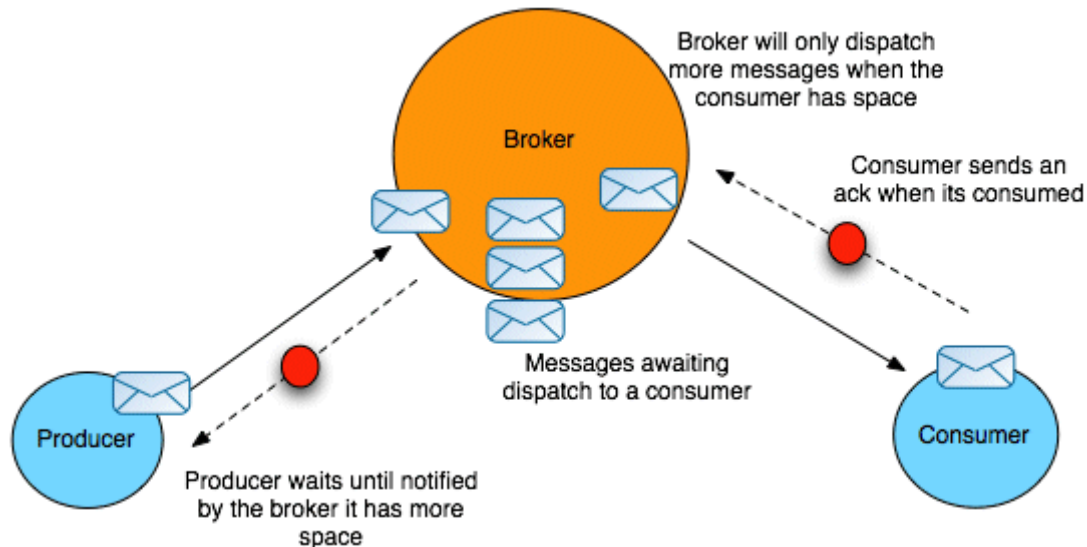 Broker will only dispatch
more messages when the
consumer has space
Broker
Consumer sends an
ack when its consumed
Messages awaiting
dispatch to a consumer
Producer
Consumer
Producer waits until notified
by the broker it has more
space